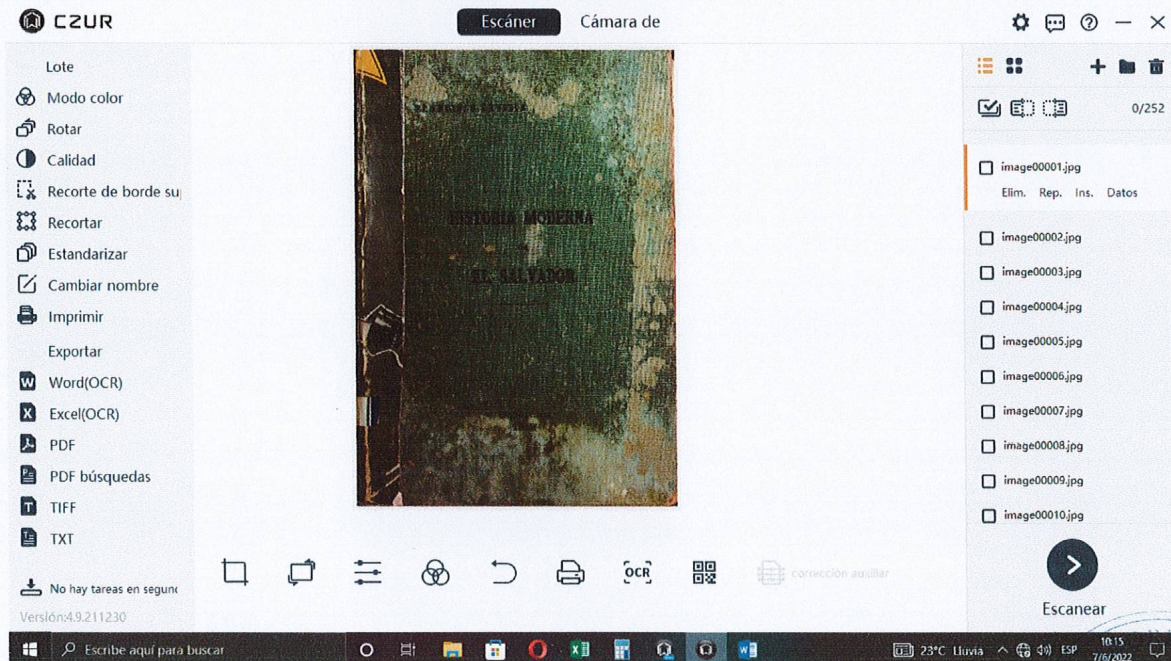 CZUR
Escáner
Cámara de
Lote
Modo color
Rotar
Calidad
Recorte de borde su
Recortar
Estandarizar
Cambiar nombre
Imprimir
Exportar
Word(OCR)
Excel(OCR)
PDF
PDF búsquedas
TIFF
TXT
No hay tareas en segun
Versión:4.9.211230
HISTORIA MODERNA
EL SALVADOR
OCR
corrección auxiliar
0/252
image00001.jpg
Elim. Rep. Ins. Datos
image00002.jpg
image00003.jpg
image00004.jpg
image00005.jpg
image00006.jpg
image00007.jpg
image00008.jpg
image00009.jpg
image00010.jpg
Escanear
Escribe aquí para buscar
23°C Lluvia
ESP
10:15
7/6/2022